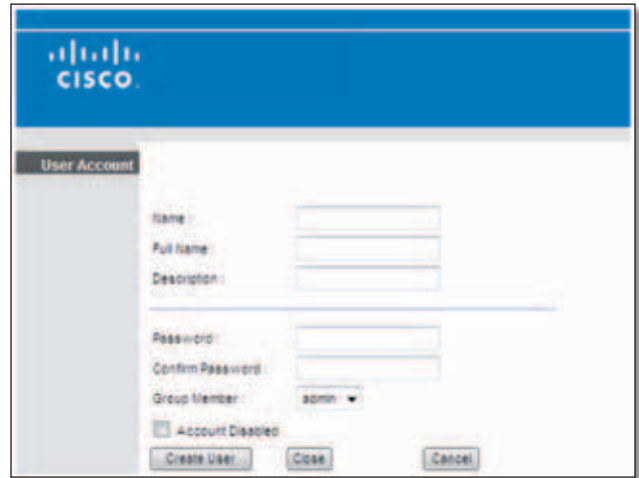 CISCO.
User Account
Name :
Full Name :
Description :
Password :
Confirm Password :
Group Member : admin
Account Disabled
Create User Close Cancel